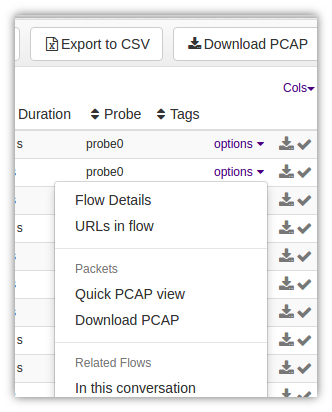 Export to CSV Download PCAP
Cols
Duration Probe Tags
s probe0 options
s probe0 options
s
Flow Details
s
URLs in flow
s
Packets
s
Quick PCAP view
s
Download PCAP
s
s
Related Flows
s
In this conversation
s